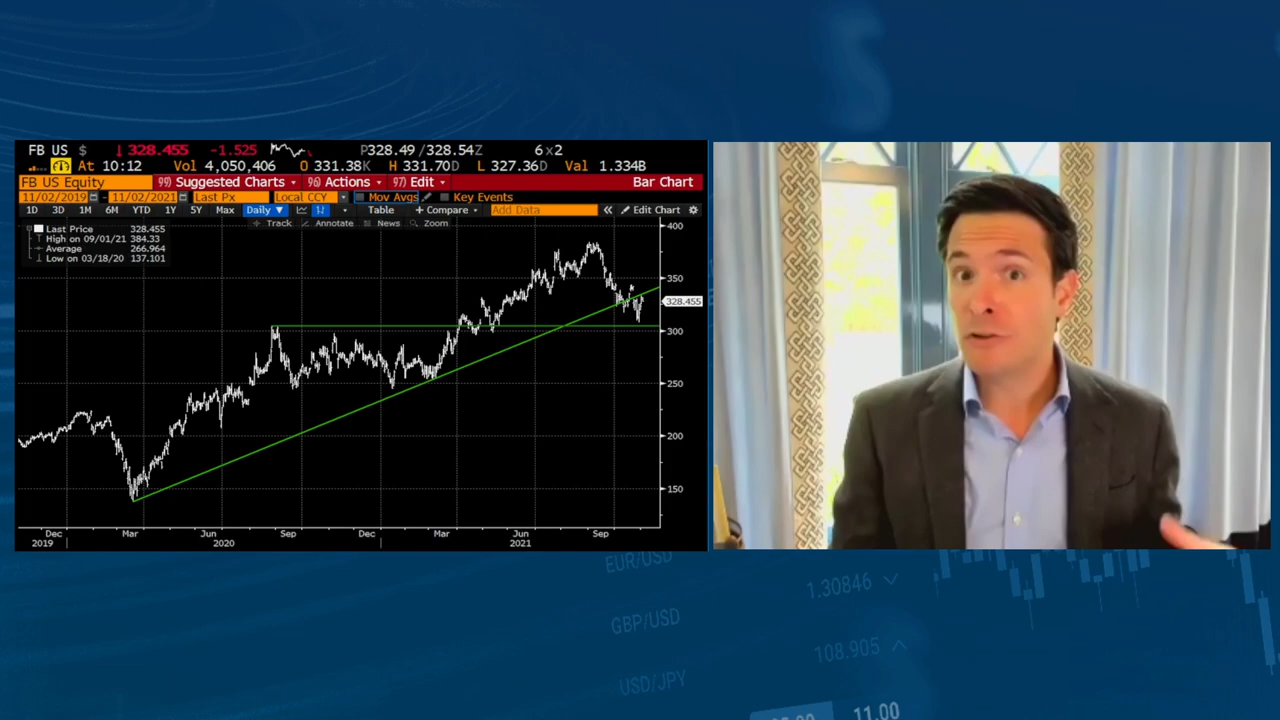 FB US $ ↓ 328.455 -1.525 P328.49 /328.54Z 6×2
At 10:12 Vol 4,050,406 O 331.38K H 331.70D L 327.36D Val 1.334B
FB US Equity 99) Suggested Charts 96) Actions 97) Edit Bar Chart
11/02/2019 - 11/02/2021 Last Px Local CCY Mov Avgs Key Events
1D 3D 1M 6M YTD 1Y 5Y Max Daily ▼ Table + Compare Add Data « Edit Chart
+ Track Annotate News Zoom
Last Price 328.455
High on 09/01/21 384.33
Average 266.964
Low on 03/18/20 137.101
400
350
328.455
300
250
200
150
Dec Mar Jun Sep Dec Mar Jun Sep
2019 2020 2021
EUR/USD
1.30846
GBP/USD
108.905
USD/JPY
11.00